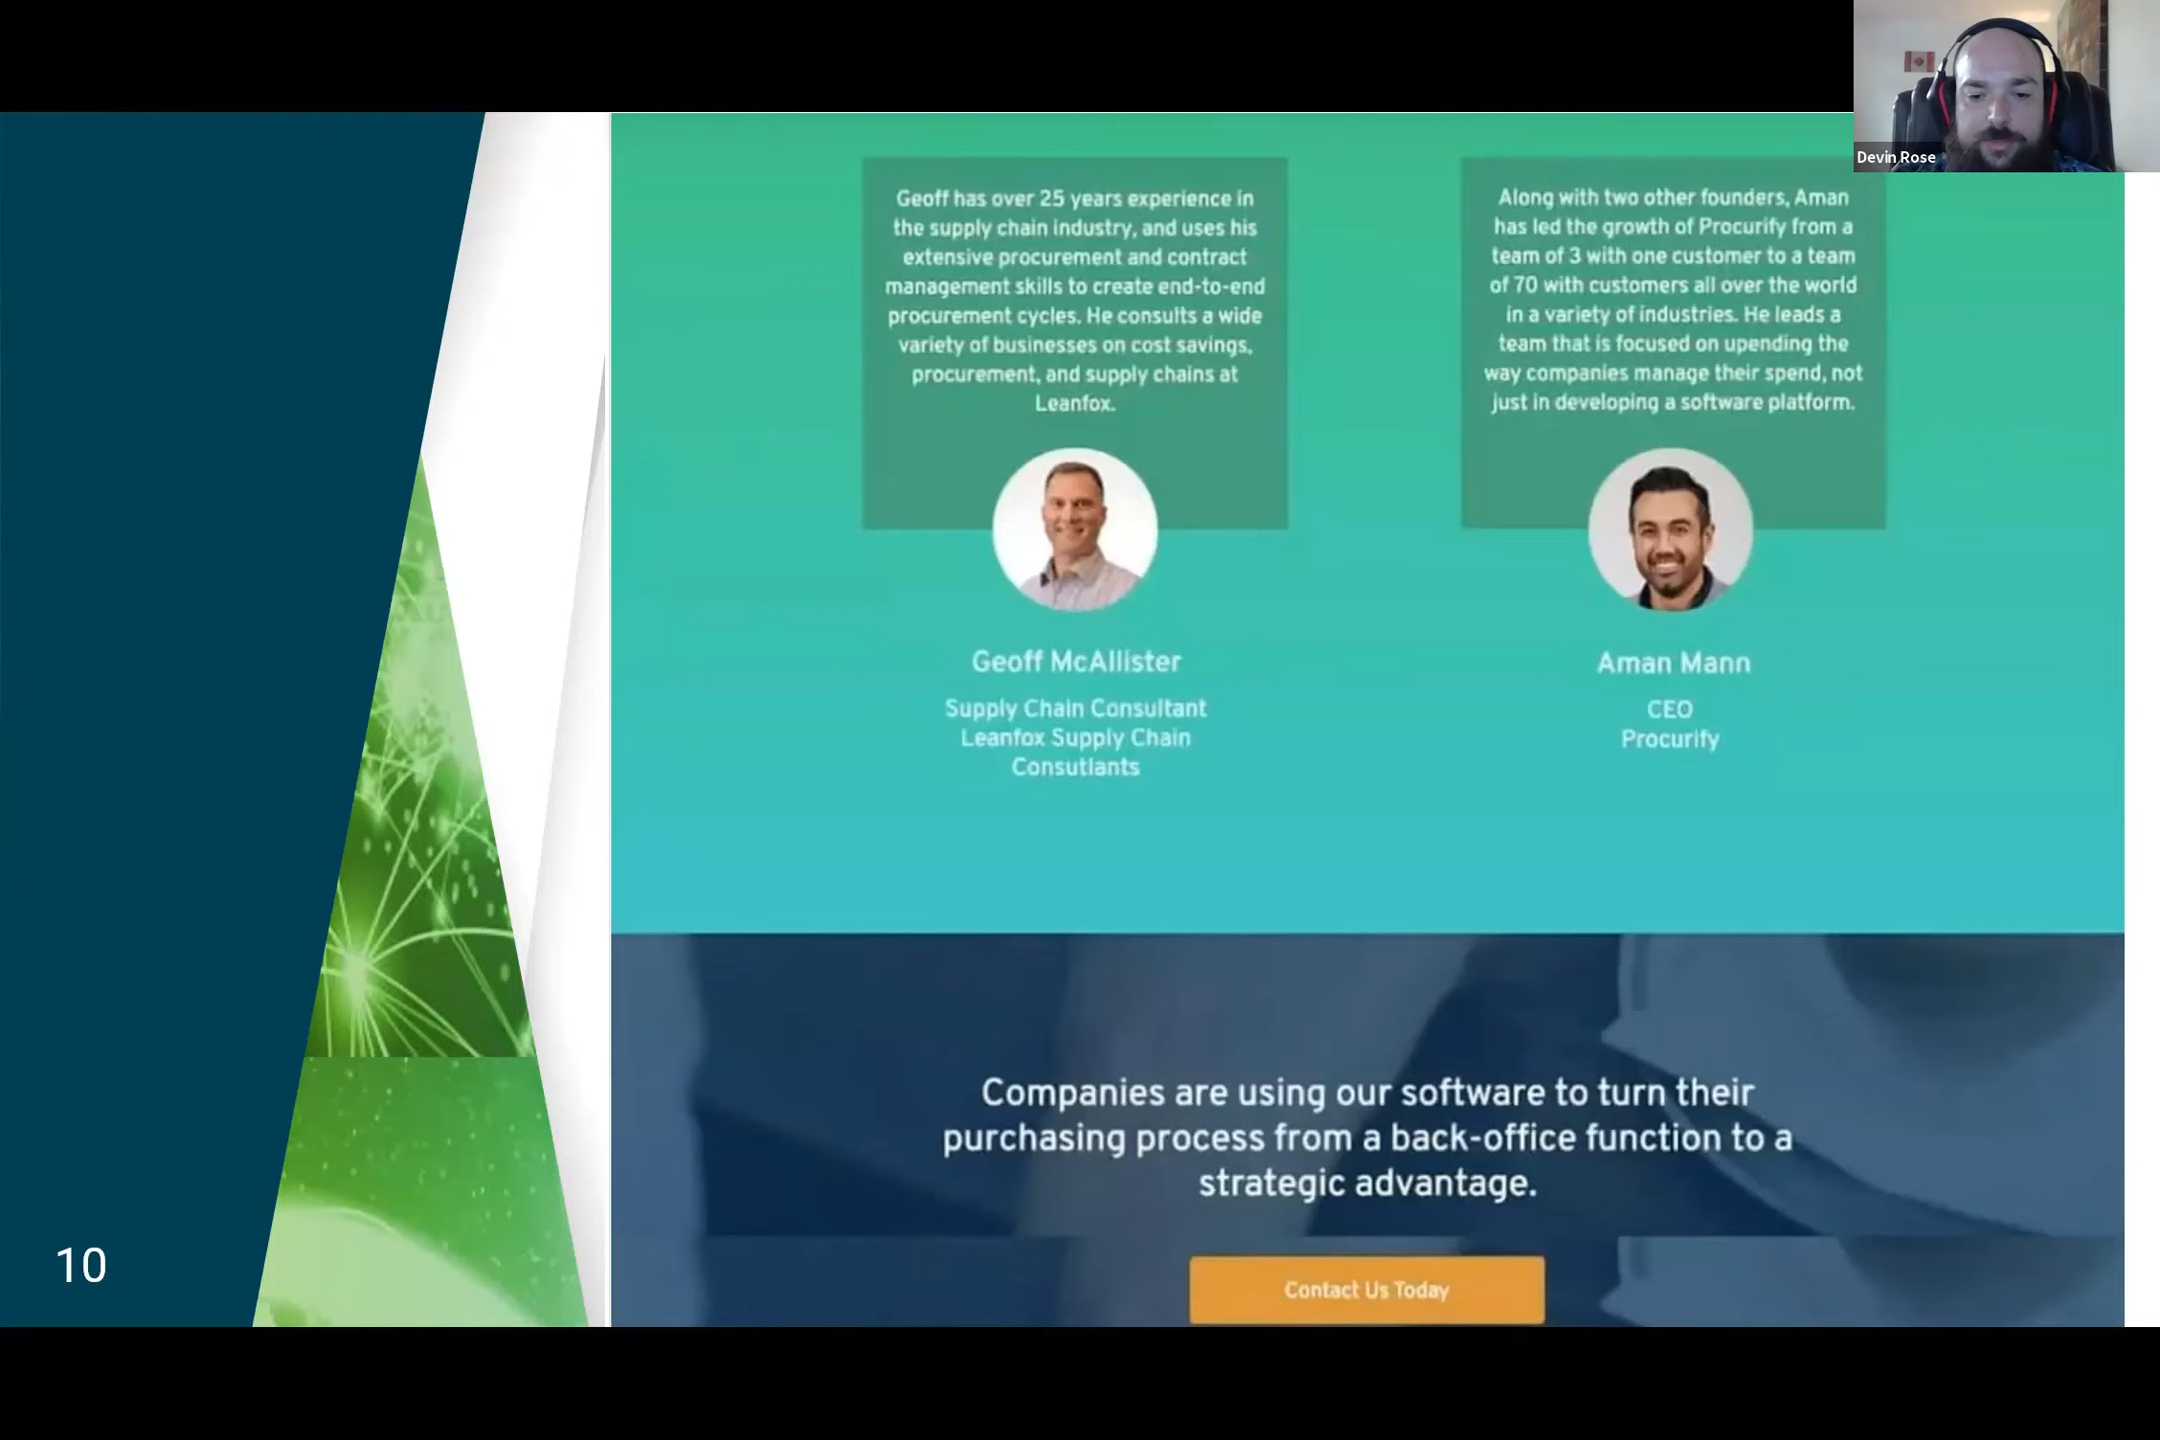 Devin Rose
Geoff has over 25 years experience in
the supply chain industry, and uses his
extensive procurement and contract
management skills to create end-to-end
procurement cycles. He consults a wide
variety of businesses on cost savings,
procurement, and supply chains at
Leanfox.
Geoff McAllister
Supply Chain Consultant
Leanfox Supply Chain
Consutlants
Along with two other founders, Aman
has led the growth of Procurify from a
team of 3 with one customer to a team
of 70 with customers all over the world
in a variety of industries. He leads a
team that is focused on upending the
way companies manage their spend, not
just in developing a software platform.
Aman Mann
CEO
Procurify
Companies are using our software to turn their
purchasing process from a back-office function to a
strategic advantage.
Contact Us Today
10